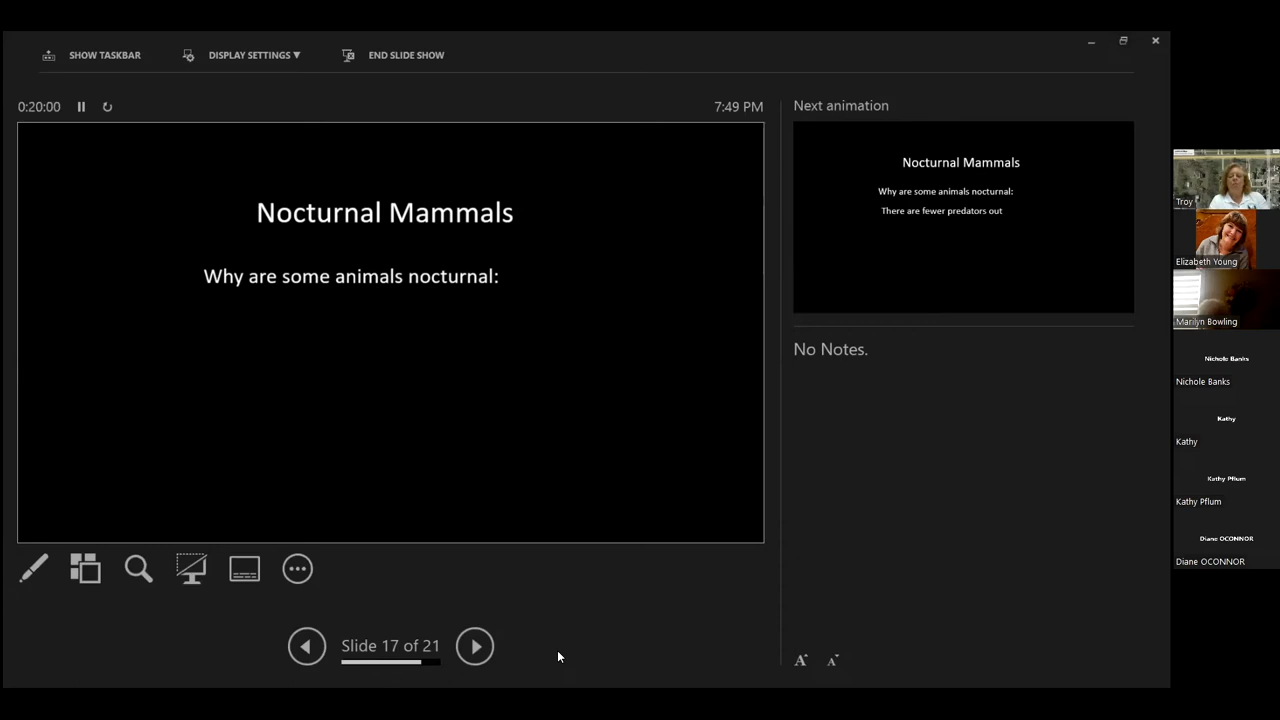 SHOW TASKBAR
DISPLAY SETTINGS ▼
END SLIDE SHOW
0:20:00
7:49 PM
Nocturnal Mammals
Why are some animals nocturnal:
Slide 17 of 21
Next animation
Nocturnal Mammals
Why are some animals nocturnal:
There are fewer predators out
No Notes.
A A
Troy
Elizabeth Young
Marilyn Bowling
Nichole Banks
Nichole Banks
Kathy
Kathy
Kathy Pflum
Kathy Pflum
Diane OCONNOR
Diane OCONNOR